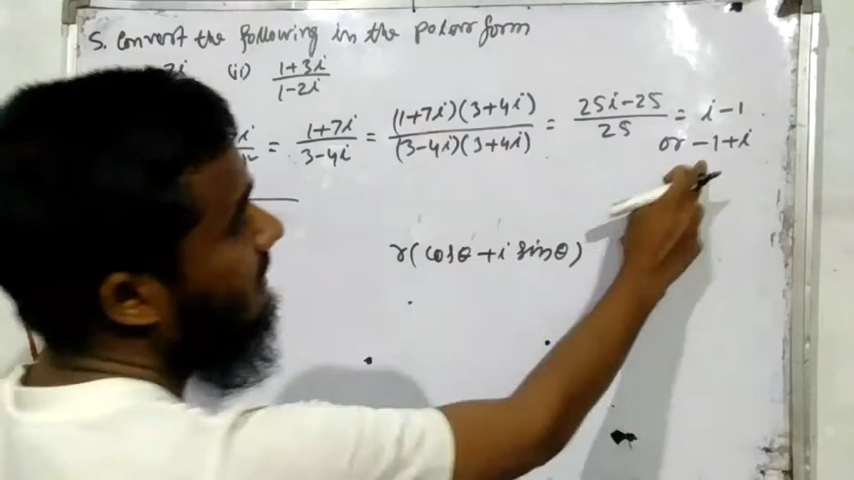 5. Convert the following in the polar form
(ii) 1+3i/1-2i
= 1+7i/3-4i = (1+7i)(3+4i)/(3-4i)(3+4i) = 25i-25/25 = i-1
or -1+i
r(cosθ+i sinθ)